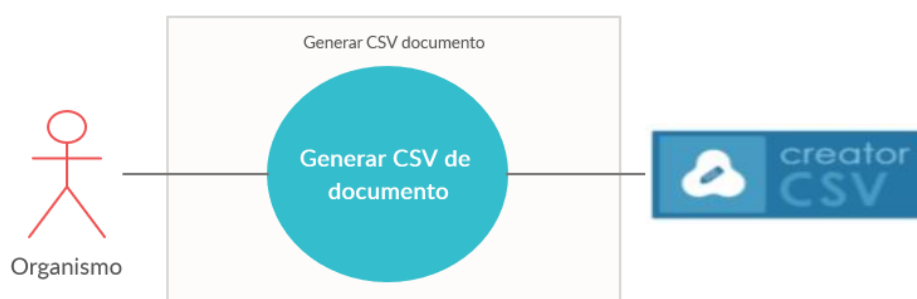 Generar CSV documento
Generar CSV de
documento
creator
CSV
Organismo